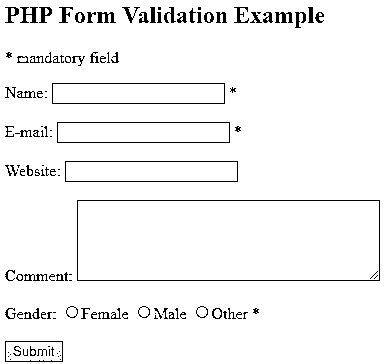 PHP Form Validation Example
* mandatory field
Name: *
E-mail: *
Website:
Comment:
Gender: Female Male Other *
Submit